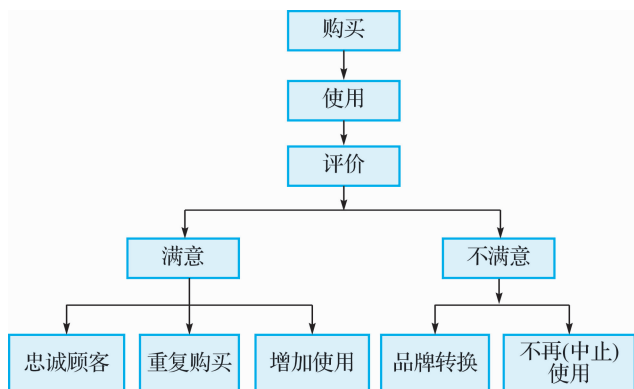 购买
使用
评价
满意
不满意
忠诚顾客
重复购买
增加使用
品牌转换
不再(中止)
使用